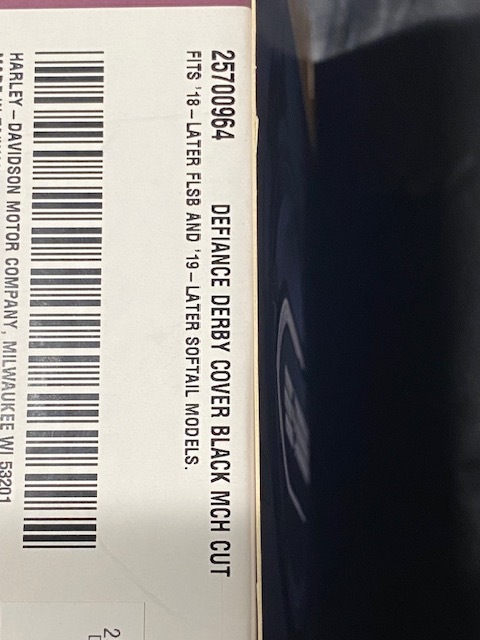 25700964 DEFIANCE DERBY COVER BLACK MCH CUT
FITS '18-LATER FLSB AND '19-LATER SOFTAIL MODELS.
HARLEY-DAVIDSON MOTOR COMPANY, MILWAUKEE WI 53201